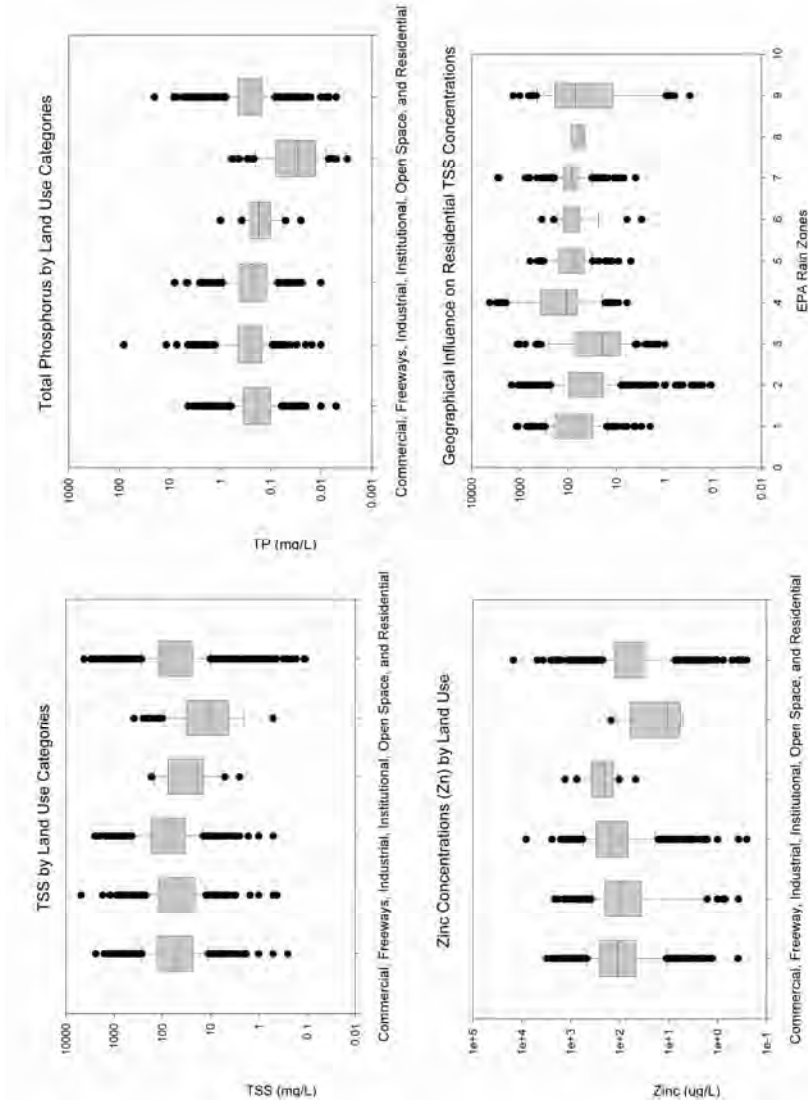 TSS by Land Use Categories
10000
1000
100
10
1
0.1
0.01
TSS (mg/L)
Commercial, Freeways, Industrial, Institutional, Open Space, and Residential
Total Phosphorus by Land Use Categories
1000
100
10
1
0.1
0.01
0.001
TP (mg/L)
Commercial, Freeways, Industrial, Institutional, Open Space, and Residential
Zinc Concentrations (Zn) by Land Use
1e+5
1e+4
1e+3
1e+2
1e+1
1e+0
1e-1
Zinc (ug/L)
Commercial, Freeway, Industrial, Institutional, Open Space, and Residential
Geographical Influence on Residential TSS Concentrations
10000
1000
100
10
1
0.1
0.01
0 1 2 3 4 5 6 7 8 9 10
EPA Rain Zones